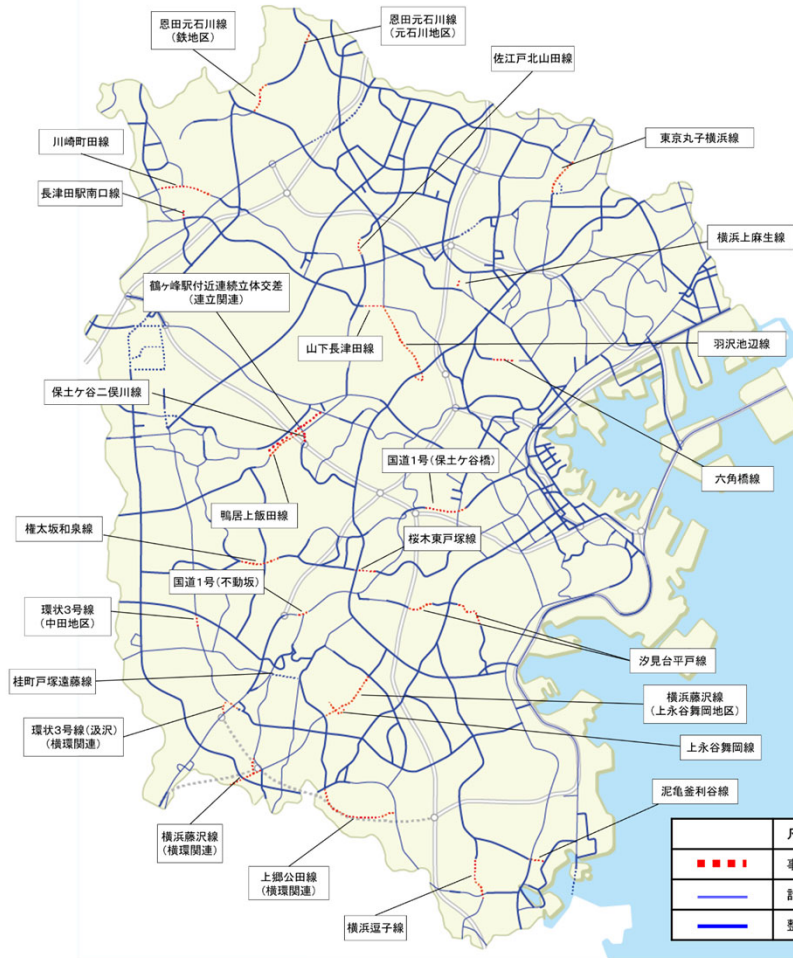 恩田元石川線
(鉄地区)
恩田元石川線
(元石川地区)
佐江戸北山田線
川崎町田線
東京丸子横浜線
長津田駅南口線
横浜上麻生線
鶴ヶ峰駅付近連続立体交差
(連立関連)
山下長津田線
羽沢池辺線
保土ケ谷二俣川線
国道1号(保土ケ谷橋)
六角橋線
鴨居上飯田線
権太坂和泉線
桜木東戸塚線
国道1号(不動坂)
環状3号線
(中田地区)
汐見台平戸線
桂町戸塚遠藤線
横浜藤沢線
(上永谷舞岡地区)
環状3号線(汲沢)
(横環関連)
上永谷舞岡線
泥亀釜利谷線
横浜藤沢線
(横環関連)
上郷公田線
(横環関連)
横浜逗子線